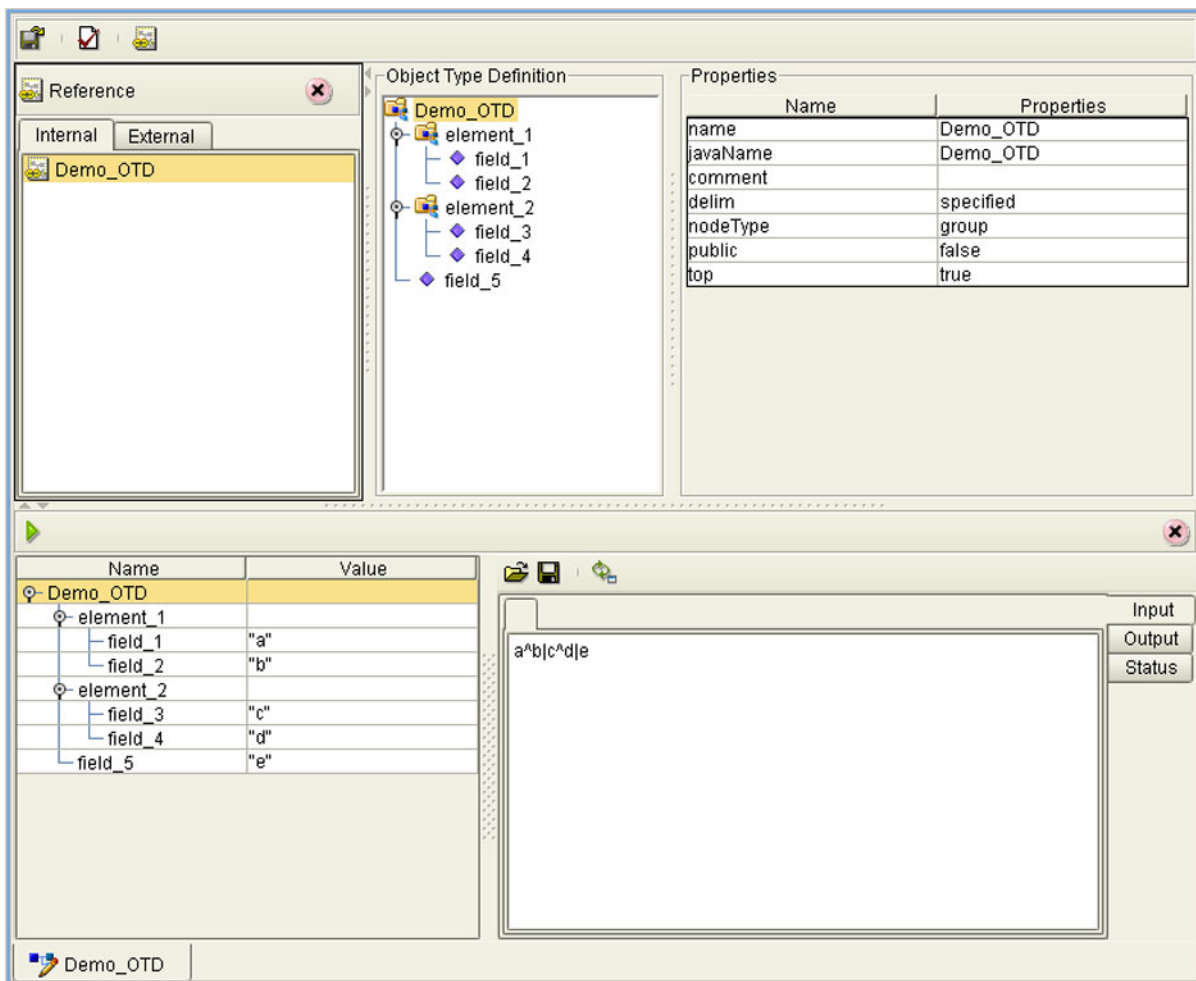 Reference
Internal External
Demo_OTD
Object Type Definition
Demo_OTD
element_1
field_1
field_2
element_2
field_3
field_4
field_5
Properties
Name Properties
name Demo_OTD
javaName Demo_OTD
comment
delim specified
nodeType group
public false
top true
Name Value
Demo_OTD
element_1
field_1 "a"
field_2 "b"
element_2
field_3 "c"
field_4 "d"
field_5 "e"
a^b|c^d|e
Input
Output
Status
Demo_OTD